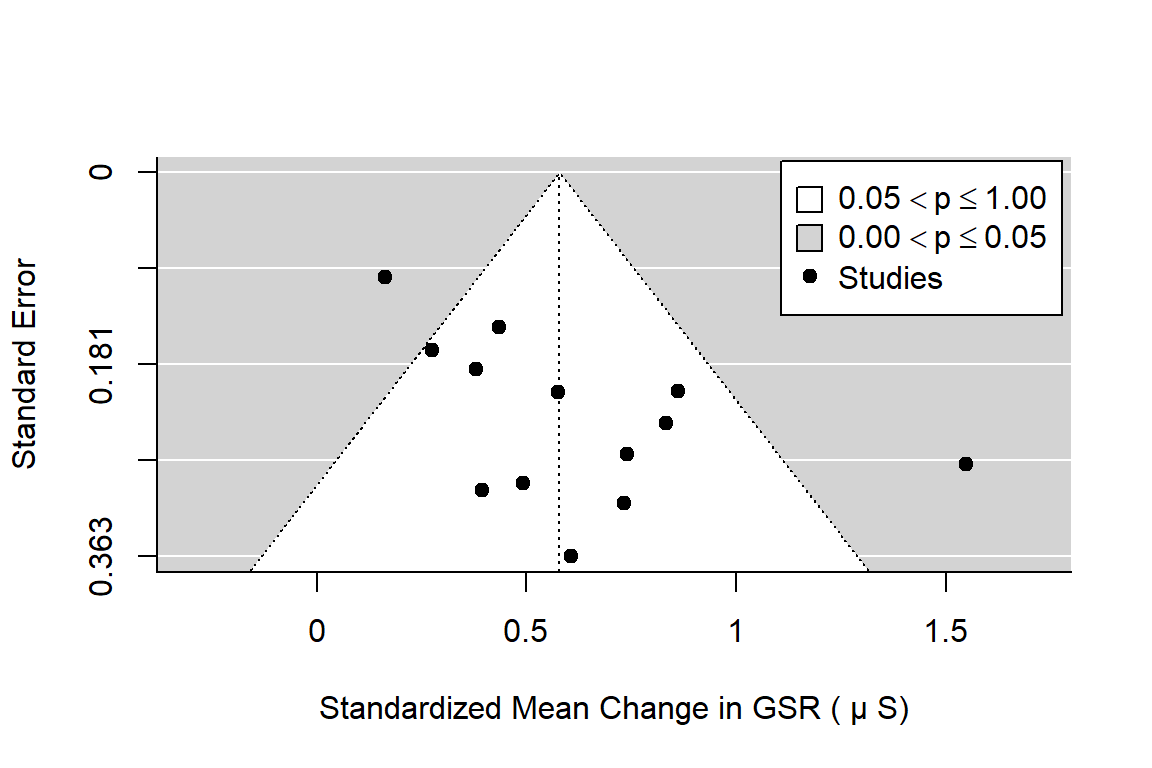 0.05 < p ≤ 1.00
0.00 < p ≤ 0.05
Studies
Standard Error
0
0.181
0.363
0
0.5
1
1.5
Standardized Mean Change in GSR ( μ S)